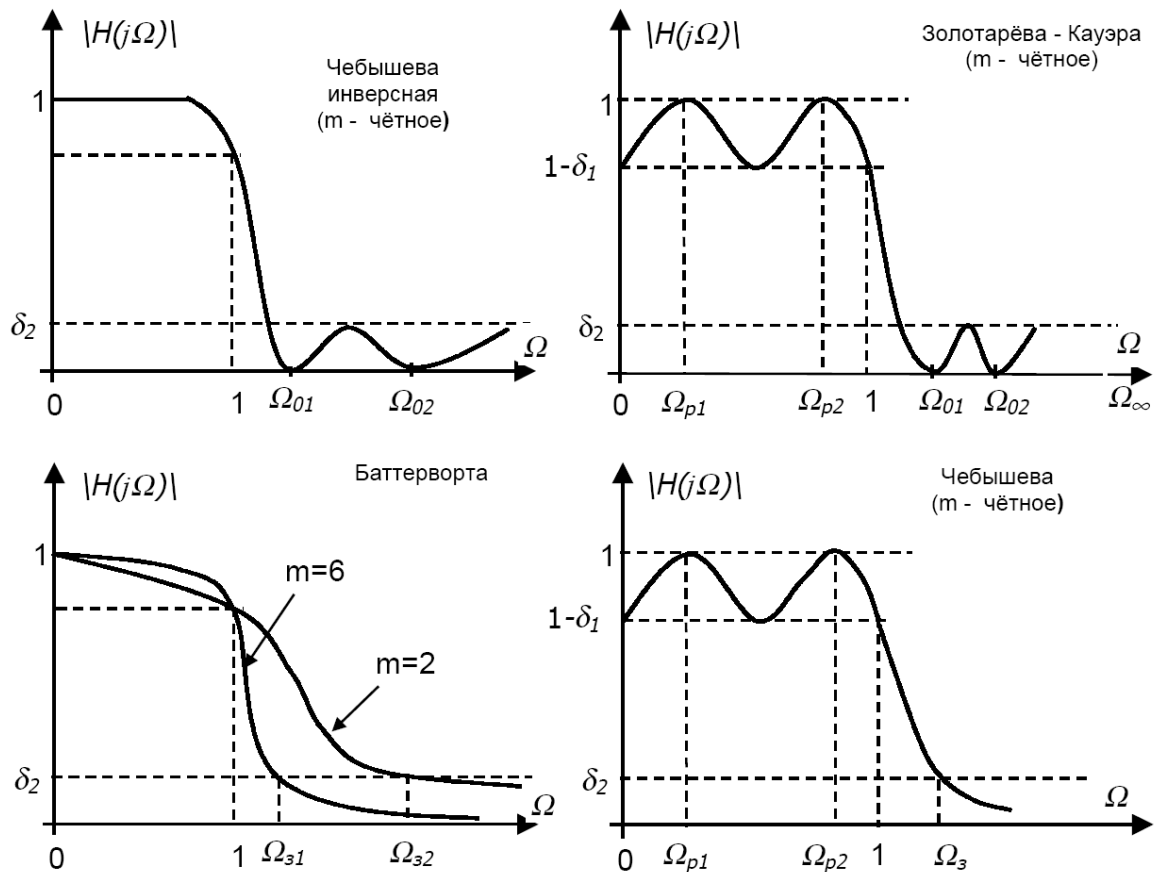 \H(jΩ)\
Чебышева
инверсная
(m - чётное)
1
δ2
Ω
0
1
Ω01
Ω02
\H(jΩ)\
Золотарёва - Кауэра
(m - чётное)
1
1-δ1
δ2
Ω
0
Ωp1
Ωp2
1
Ω01
Ω02
Ω∞
\H(jΩ)\
Баттерворта
1
m=6
m=2
δ2
Ω
0
1
Ωз1
Ωз2
\H(jΩ)\
Чебышева
(m - чётное)
1
1-δ1
δ2
Ω
0
Ωp1
Ωp2
1
Ωз